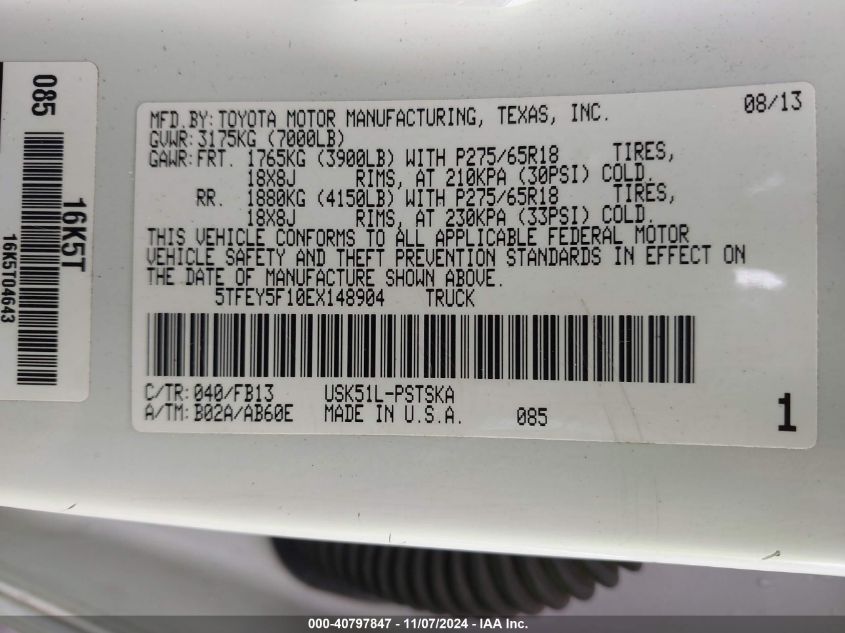 085
16K5T
16K5T04643
MFD. BY: TOYOTA MOTOR MANUFACTURING, TEXAS, INC. 08/13
GVWR: 3175KG (7000LB)
GAWR: FRT. 1765KG (3900LB) WITH P275/65R18 TIRES,
18X8J RIMS, AT 210KPA (30PSI) COLD.
RR. 1880KG (4150LB) WITH P275/65R18 TIRES,
18X8J RIMS, AT 230KPA (33PSI) COLD.
THIS VEHICLE CONFORMS TO ALL APPLICABLE FEDERAL MOTOR
VEHICLE SAFETY AND THEFT PREVENTION STANDARDS IN EFFECT ON
THE DATE OF MANUFACTURE SHOWN ABOVE.
5TFEY5F10EX148904 TRUCK
C/TR: 040/FB13 USK51L-PSTSKA
A/TM: B02A/AB60E MADE IN U.S.A. 085 1
000-40797847 - 11/07/2024 - IAA Inc.